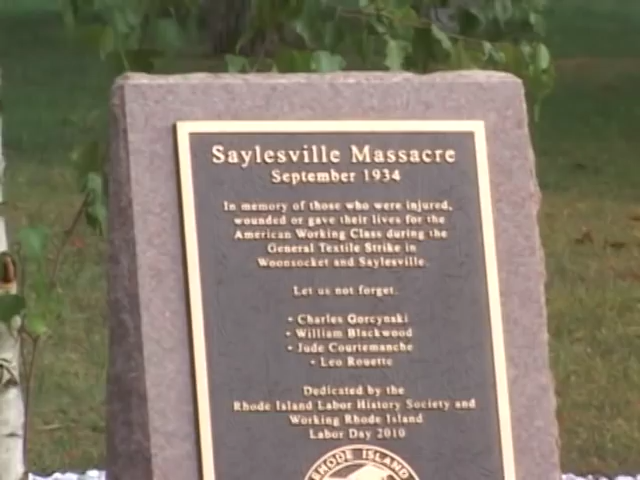 Saylesville Massacre
September 1934
In memory of those who were injured,
wounded or gave their lives for the
American Working Class during the
General Textile Strike in
Woonsocket and Saylesville.
Let us not forget.
• Charles Gorcynski
• William Blackwood
• Jude Courtemanche
• Leo Rouette
Dedicated by the
Rhode Island Labor History Society and
Working Rhode Island
Labor Day 2010
RHODE ISLAND